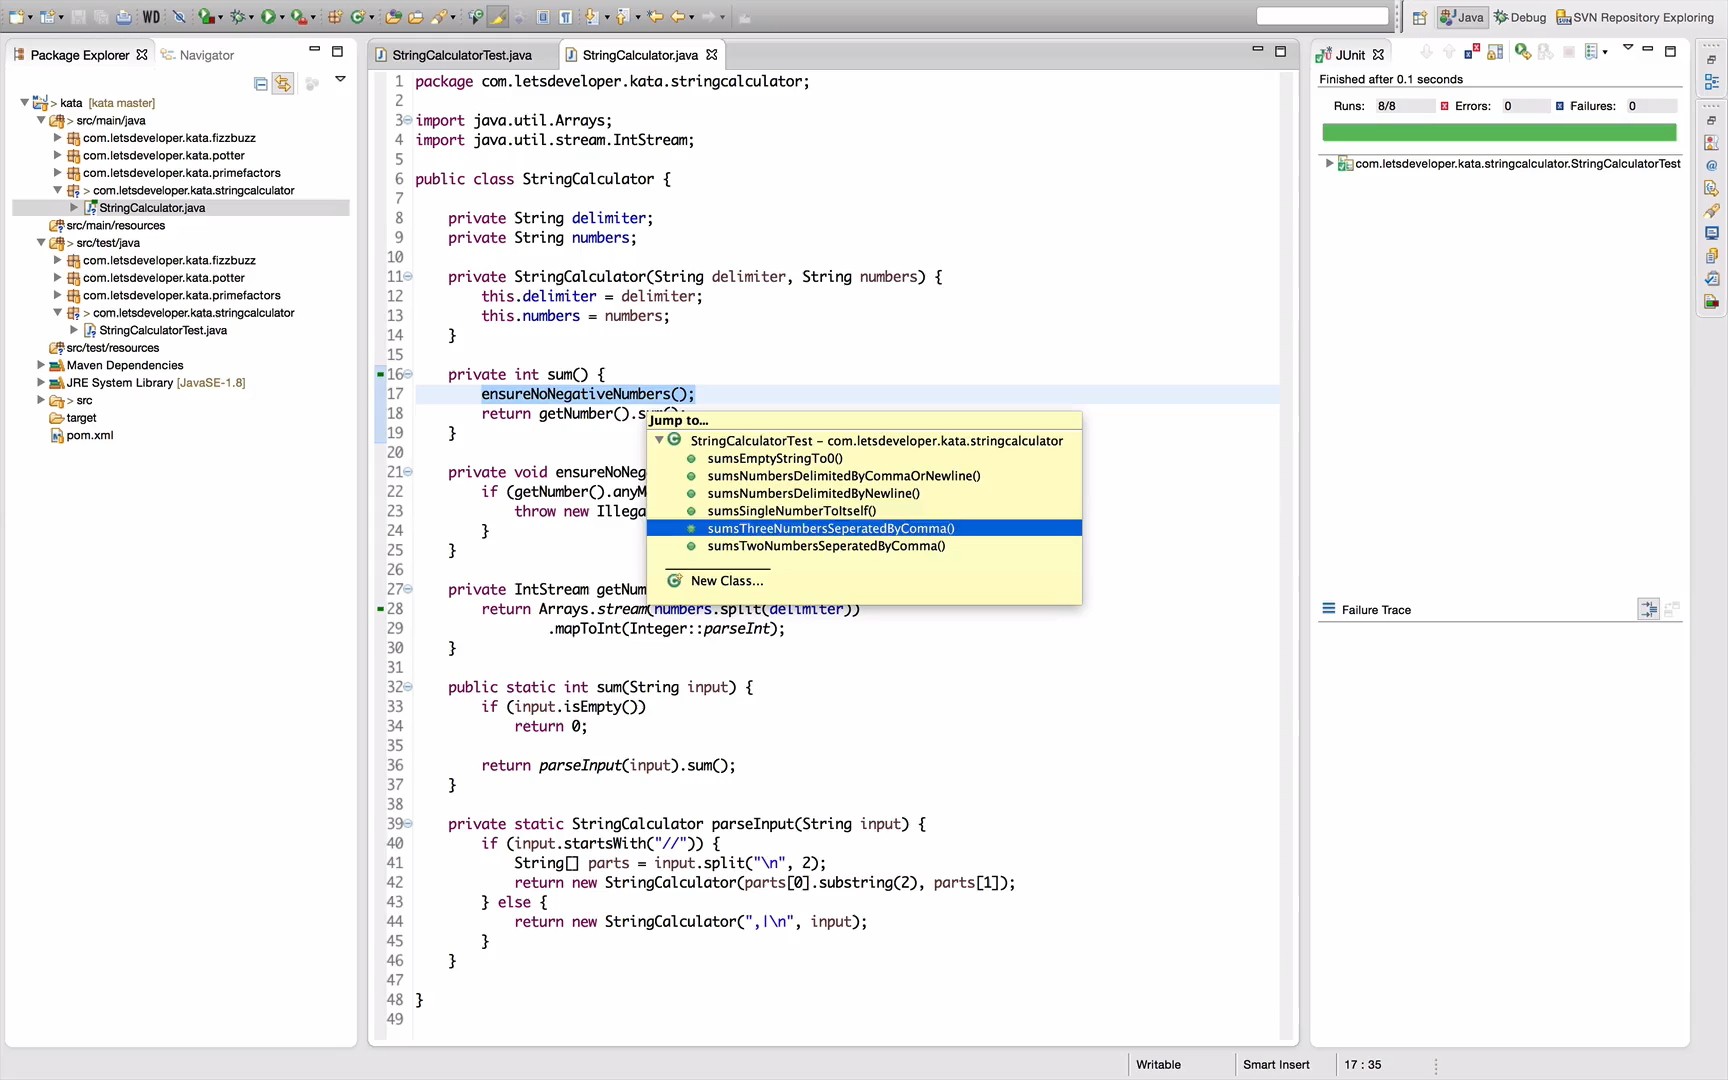 WD
Java
Debug
SVN Repository Exploring
Package Explorer
Navigator
> kata [kata master]
> src/main/java
com.letsdeveloper.kata.fizzbuzz
com.letsdeveloper.kata.potter
com.letsdeveloper.kata.primefactors
> com.letsdeveloper.kata.stringcalculator
StringCalculator.java
src/main/resources
> src/test/java
com.letsdeveloper.kata.fizzbuzz
com.letsdeveloper.kata.potter
com.letsdeveloper.kata.primefactors
> com.letsdeveloper.kata.stringcalculator
StringCalculatorTest.java
src/test/resources
Maven Dependencies
JRE System Library [JavaSE-1.8]
> src
target
pom.xml
StringCalculatorTest.java
StringCalculator.java
1 package com.letsdeveloper.kata.stringcalculator;
2
3 import java.util.Arrays;
4 import java.util.stream.IntStream;
5
6 public class StringCalculator {
7
8 private String delimiter;
9 private String numbers;
10
11 private StringCalculator(String delimiter, String numbers) {
12 this.delimiter = delimiter;
13 this.numbers = numbers;
14 }
15
16 private int sum() {
17 ensureNoNegativeNumbers();
18 return getNumber().sum();
19 }
20
21 private void ensureNoNeg
22 if (getNumber().anyM
23 throw new Illega
24 }
25 }
26
27 private IntStream getNum
28 return Arrays.stream(numbers.split(delimiter))
29 .mapToInt(Integer::parseInt);
30 }
31
32 public static int sum(String input) {
33 if (input.isEmpty())
34 return 0;
35
36 return parseInput(input).sum();
37 }
38
39 private static StringCalculator parseInput(String input) {
40 if (input.startsWith("//")) {
41 String[] parts = input.split("\n", 2);
42 return new StringCalculator(parts[0].substring(2), parts[1]);
43 } else {
44 return new StringCalculator(",|\n", input);
45 }
46 }
47
48 }
49
Jump to...
StringCalculatorTest – com.letsdeveloper.kata.stringcalculator
sumsEmptyStringTo0()
sumsNumbersDelimitedByCommaOrNewline()
sumsNumbersDelimitedByNewline()
sumsSingleNumberToItself()
sumsThreeNumbersSeperatedByComma()
sumsTwoNumbersSeperatedByComma()
New Class...
JUnit
Finished after 0.1 seconds
Runs: 8/8 Errors: 0 Failures: 0
com.letsdeveloper.kata.stringcalculator.StringCalculatorTest
Failure Trace
Writable
Smart Insert
17 : 35